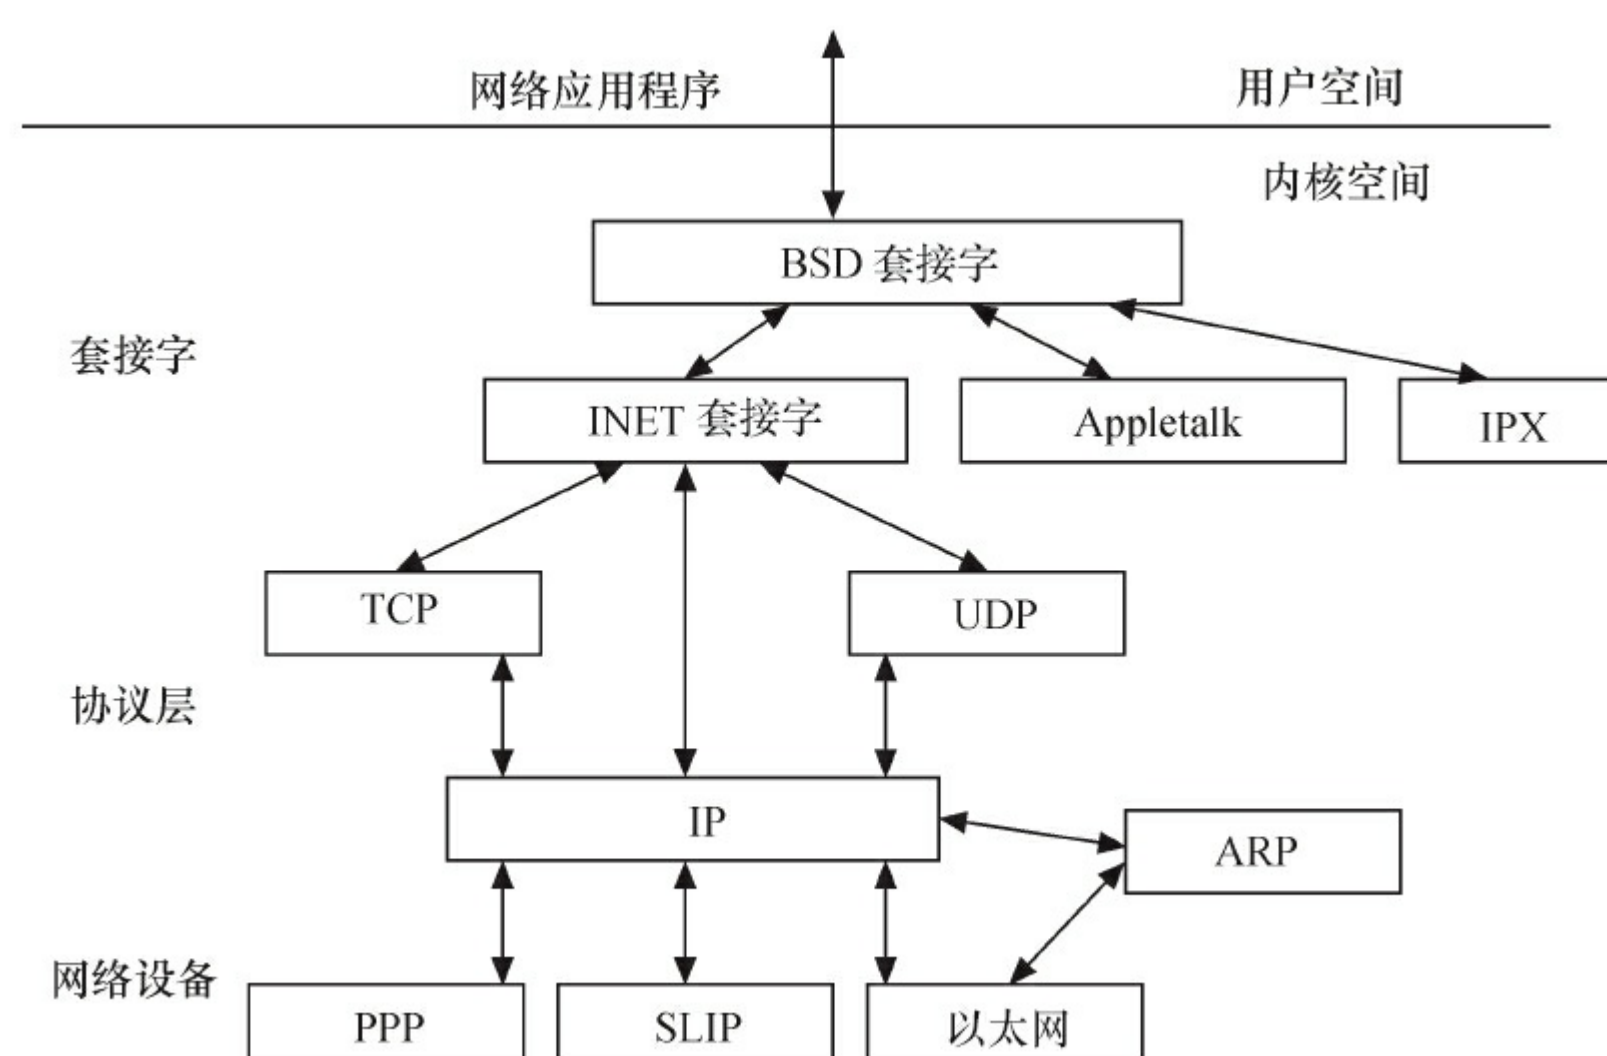 网络应用程序
用户空间
内核空间
BSD 套接字
套接字
INET 套接字
Appletalk
IPX
TCP
UDP
协议层
IP
ARP
网络设备
PPP
SLIP
以太网